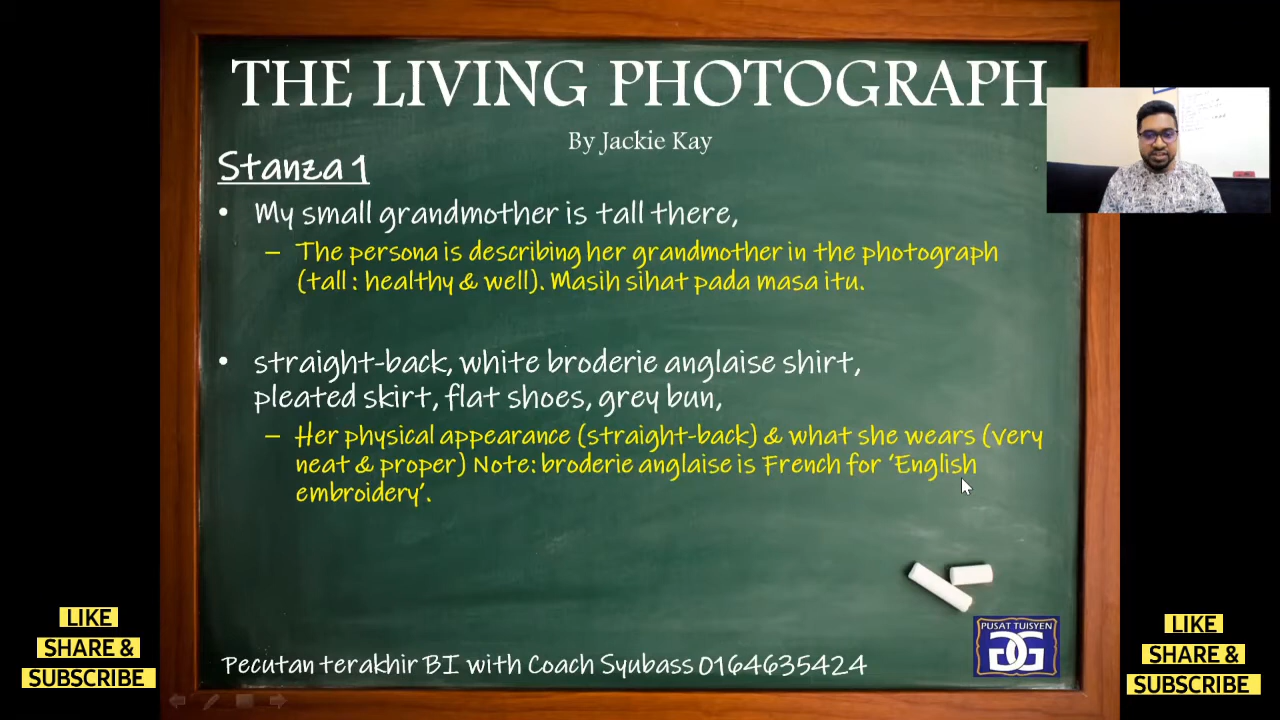 THE LIVING PHOTOGRAPH
By Jackie Kay
Stanza 1
• My small grandmother is tall there,
– The persona is describing her grandmother in the photograph
(tall : healthy & well). Masih sihat pada masa itu.
• straight-back, white broderie anglaise shirt,
pleated skirt, flat shoes, grey bun,
– Her physical appearance (straight-back) & what she wears (very
neat & proper) Note: broderie anglaise is French for ‘English
embroidery’.
Pecutan terakhir BI with Coach Syubass 0164635424
PUSAT TUISYEN
GG
LIKE
SHARE &
SUBSCRIBE
LIKE
SHARE &
SUBSCRIBE